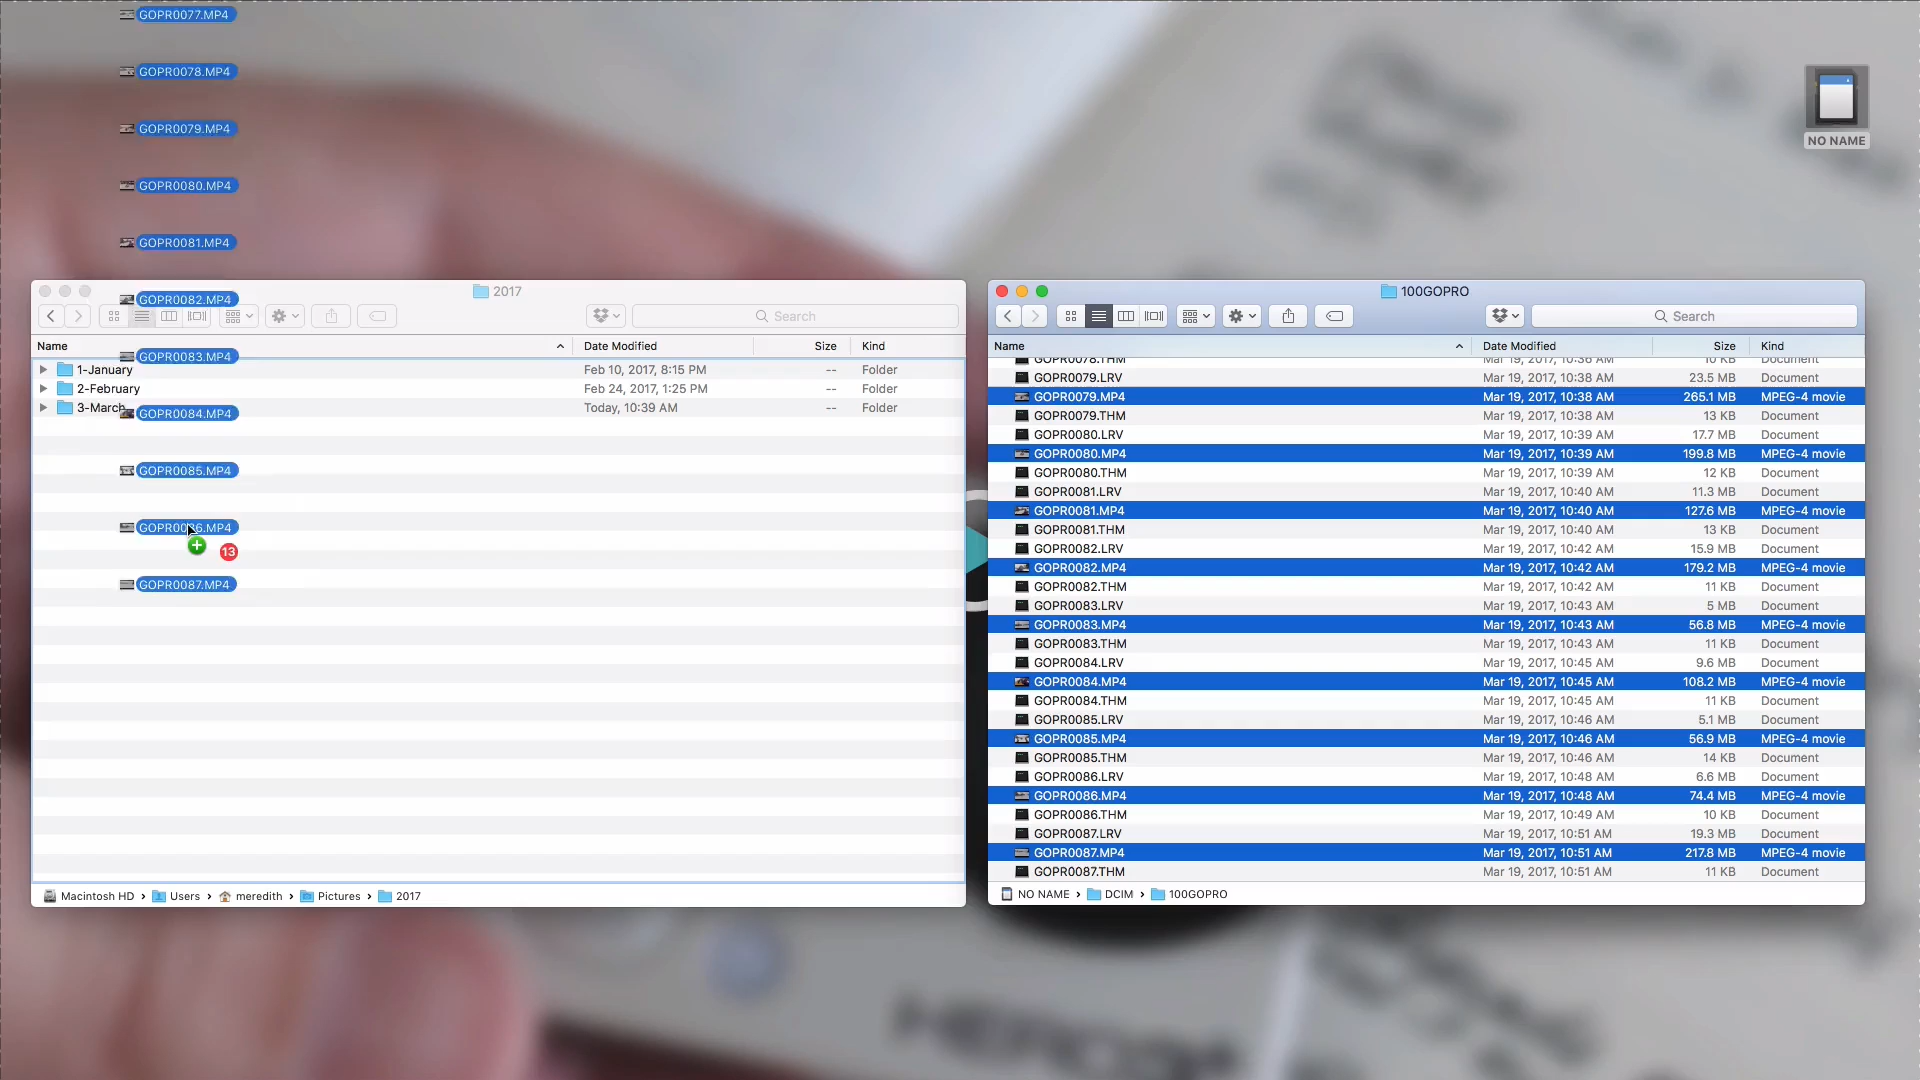 GOPR0077.MP4
GOPR0078.MP4
GOPR0079.MP4
GOPR0080.MP4
GOPR0081.MP4
GOPR0082.MP4
GOPR0083.MP4
GOPR0084.MP4
GOPR0085.MP4
GOPR0086.MP4
13
GOPR0087.MP4
NO NAME
2017
Search
Name Date Modified Size Kind
1-January Feb 10, 2017, 8:15 PM -- Folder
2-February Feb 24, 2017, 1:25 PM -- Folder
3-March Today, 10:39 AM -- Folder
Macintosh HD › Users › meredith › Pictures › 2017
100GOPRO
Search
Name Date Modified Size Kind
GOPR0078.THM Mar 19, 2017, 10:36 AM 10 KB Document
GOPR0079.LRV Mar 19, 2017, 10:38 AM 23.5 MB Document
GOPR0079.MP4 Mar 19, 2017, 10:38 AM 265.1 MB MPEG-4 movie
GOPR0079.THM Mar 19, 2017, 10:38 AM 13 KB Document
GOPR0080.LRV Mar 19, 2017, 10:39 AM 17.7 MB Document
GOPR0080.MP4 Mar 19, 2017, 10:39 AM 199.8 MB MPEG-4 movie
GOPR0080.THM Mar 19, 2017, 10:39 AM 12 KB Document
GOPR0081.LRV Mar 19, 2017, 10:40 AM 11.3 MB Document
GOPR0081.MP4 Mar 19, 2017, 10:40 AM 127.6 MB MPEG-4 movie
GOPR0081.THM Mar 19, 2017, 10:40 AM 13 KB Document
GOPR0082.LRV Mar 19, 2017, 10:42 AM 15.9 MB Document
GOPR0082.MP4 Mar 19, 2017, 10:42 AM 179.2 MB MPEG-4 movie
GOPR0082.THM Mar 19, 2017, 10:42 AM 11 KB Document
GOPR0083.LRV Mar 19, 2017, 10:43 AM 5 MB Document
GOPR0083.MP4 Mar 19, 2017, 10:43 AM 56.8 MB MPEG-4 movie
GOPR0083.THM Mar 19, 2017, 10:43 AM 11 KB Document
GOPR0084.LRV Mar 19, 2017, 10:45 AM 9.6 MB Document
GOPR0084.MP4 Mar 19, 2017, 10:45 AM 108.2 MB MPEG-4 movie
GOPR0084.THM Mar 19, 2017, 10:45 AM 11 KB Document
GOPR0085.LRV Mar 19, 2017, 10:46 AM 5.1 MB Document
GOPR0085.MP4 Mar 19, 2017, 10:46 AM 56.9 MB MPEG-4 movie
GOPR0085.THM Mar 19, 2017, 10:46 AM 14 KB Document
GOPR0086.LRV Mar 19, 2017, 10:48 AM 6.6 MB Document
GOPR0086.MP4 Mar 19, 2017, 10:48 AM 74.4 MB MPEG-4 movie
GOPR0086.THM Mar 19, 2017, 10:49 AM 10 KB Document
GOPR0087.LRV Mar 19, 2017, 10:51 AM 19.3 MB Document
GOPR0087.MP4 Mar 19, 2017, 10:51 AM 217.8 MB MPEG-4 movie
GOPR0087.THM Mar 19, 2017, 10:51 AM 11 KB Document
NO NAME › DCIM › 100GOPRO